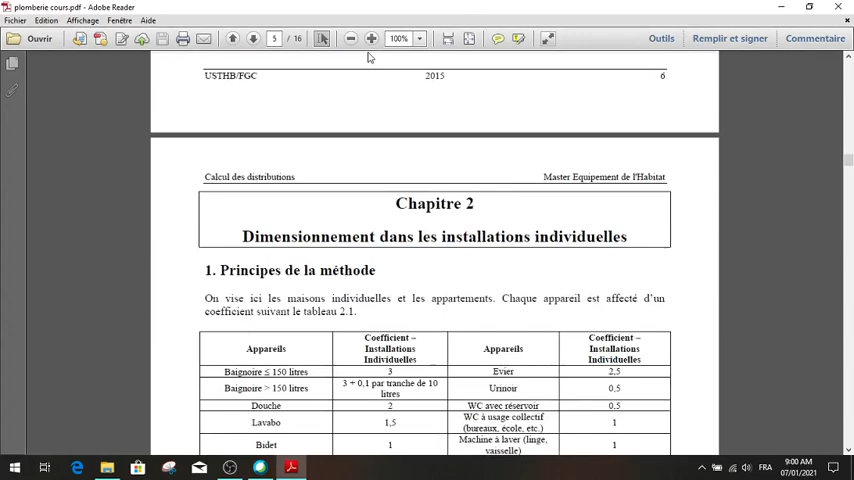 plomberie cours.pdf - Adobe Reader
Fichier Edition Affichage Fenêtre Aide
Ouvrir 5 / 16 100% Outils Remplir et signer Commentaire
USTHB/FGC 2015 6
Calcul des distributions Master Equipement de l'Habitat
Chapitre 2
Dimensionnement dans les installations individuelles
1. Principes de la méthode
On vise ici les maisons individuelles et les appartements. Chaque appareil est affecté d'un
coefficient suivant le tableau 2.1.
Appareils Coefficient – Installations Individuelles Appareils Coefficient – Installations Individuelles
Baignoire ≤ 150 litres 3 Evier 2,5
Baignoire > 150 litres 3 + 0,1 par tranche de 10 litres Urinoir 0,5
Douche 2 WC avec réservoir 0,5
Lavabo 1,5 WC à usage collectif (bureaux, école, etc.) 1
Bidet 1 Machine à laver (linge, vaisselle) 1
FRA 9:00 AM
07/01/2021